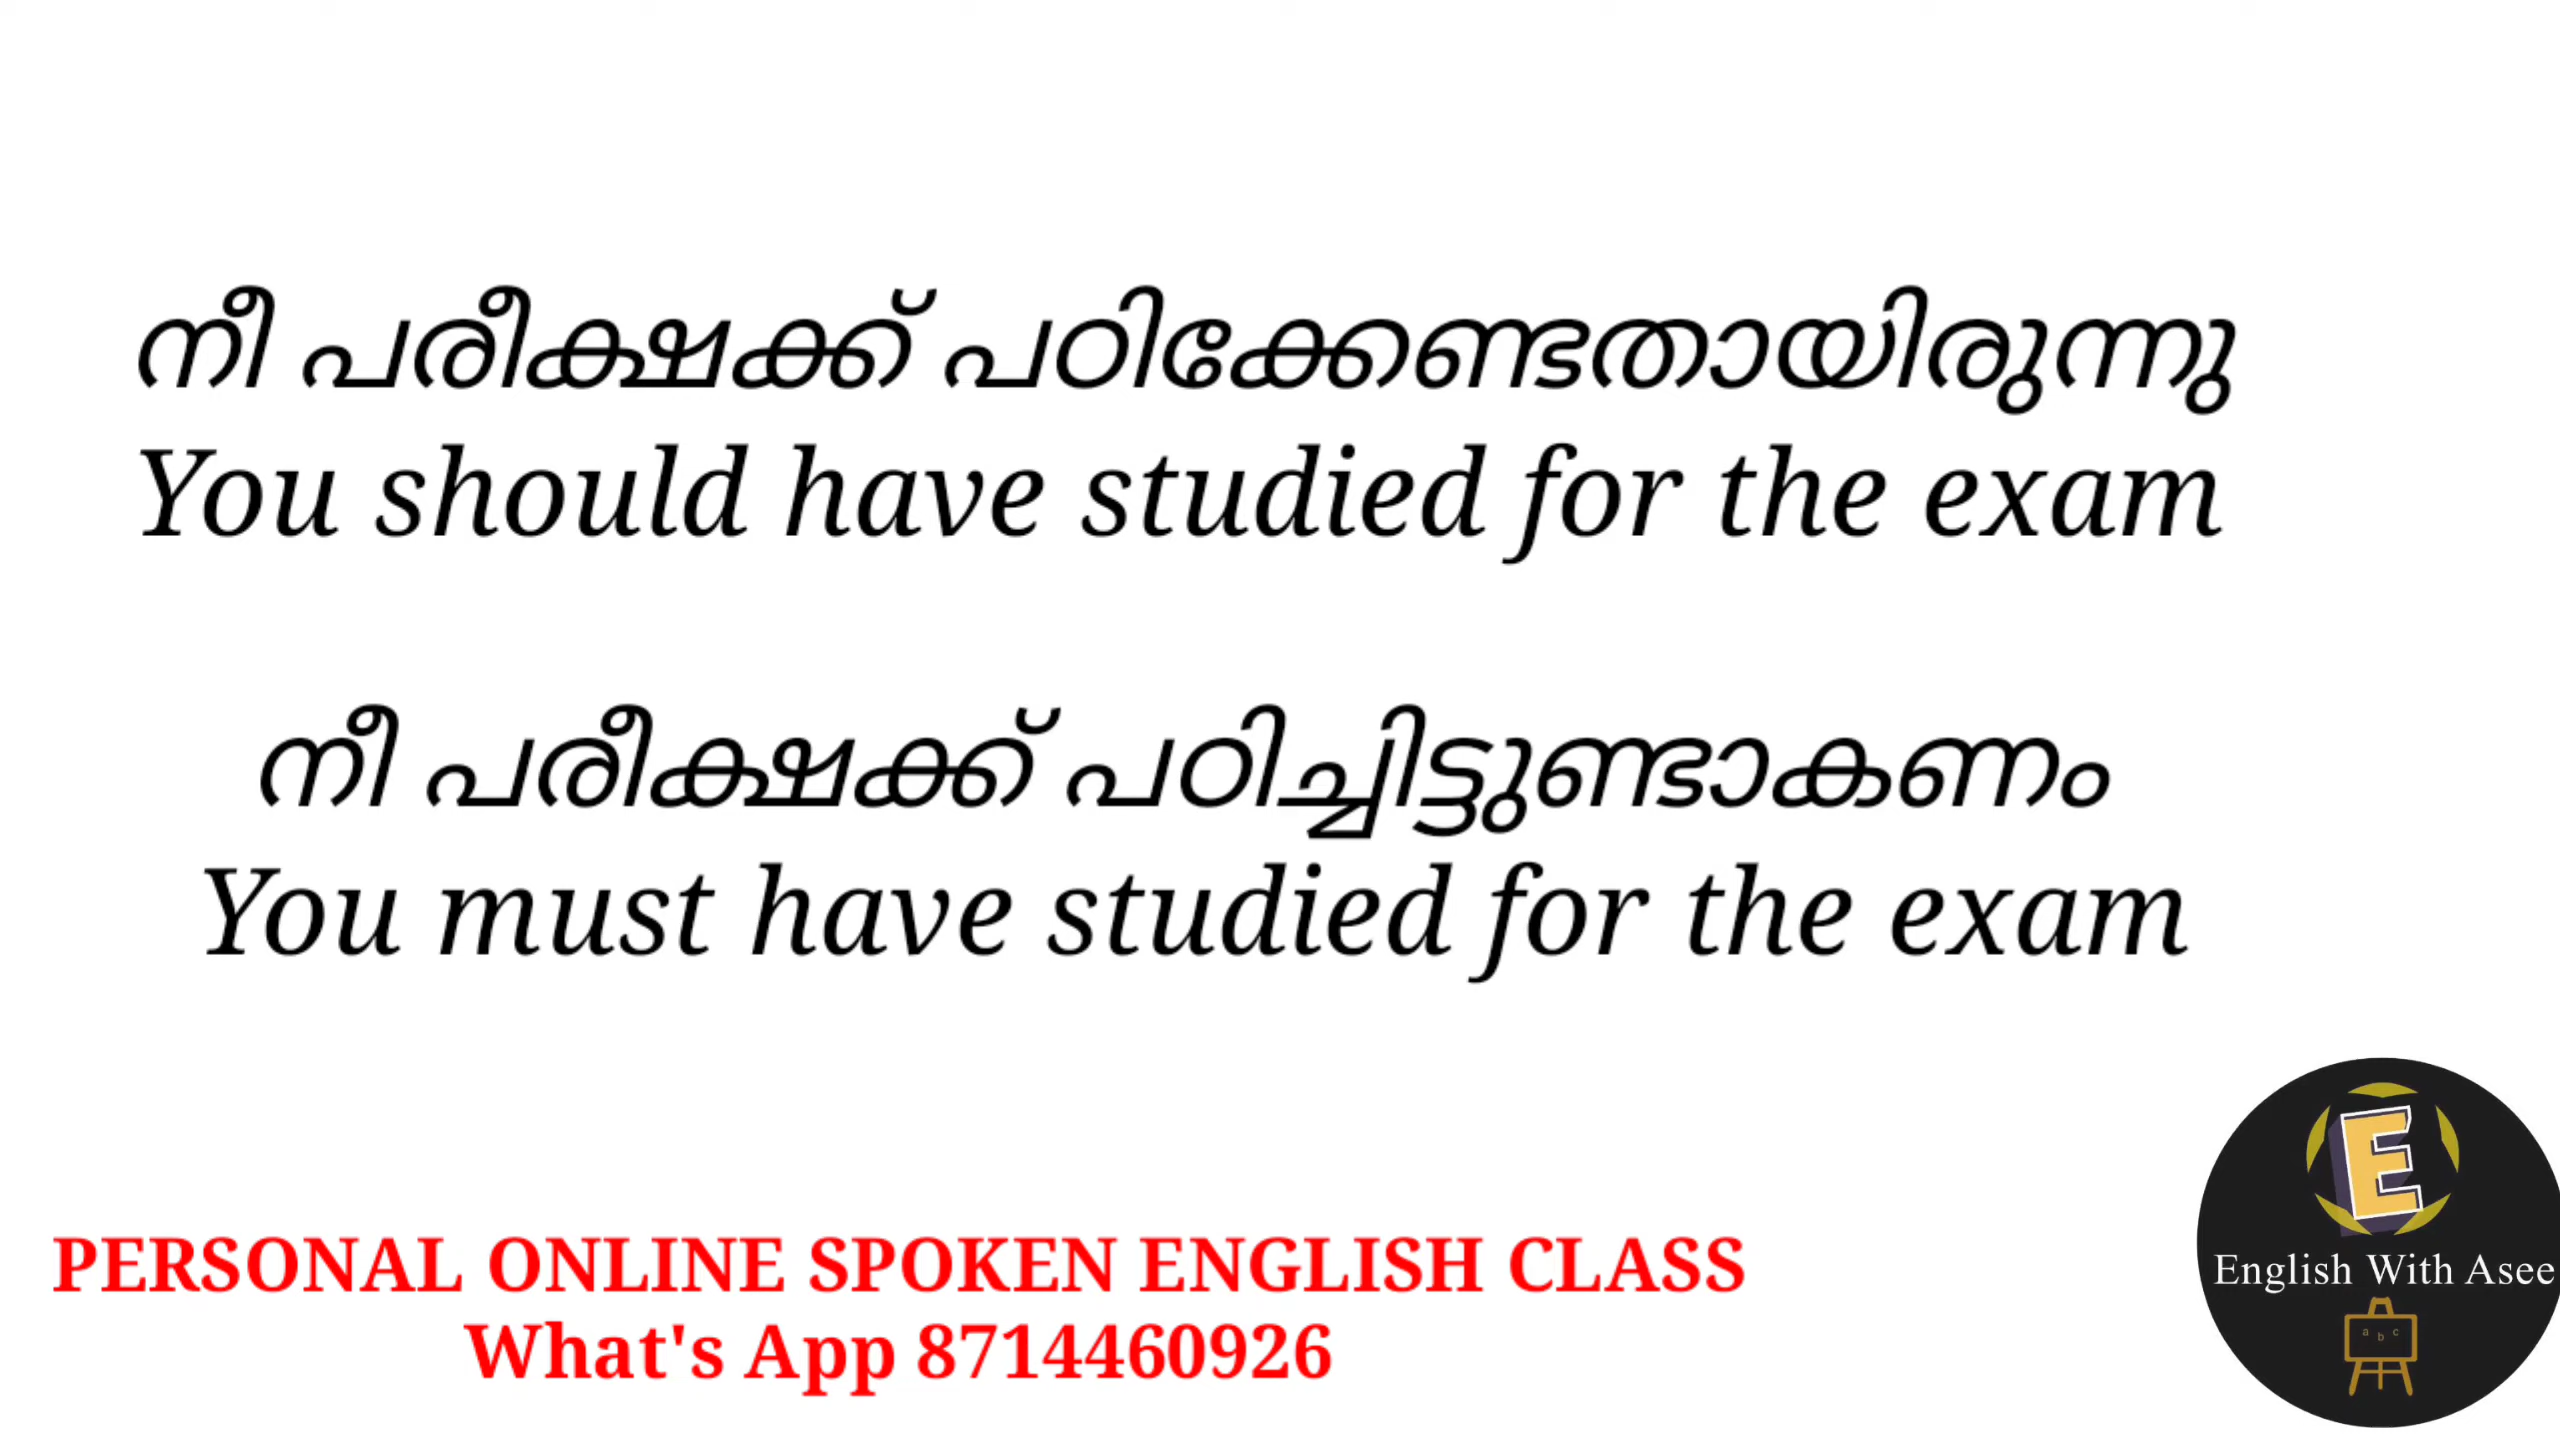 നീ പരീക്ഷക്ക് പഠിക്കേണ്ടതായിരുന്നു
You should have studied for the exam
നീ പരീക്ഷക്ക് പഠിച്ചിട്ടുണ്ടാകണം
You must have studied for the exam
PERSONAL ONLINE SPOKEN ENGLISH CLASS
What's App 8714460926
E
English With Asee
a b c